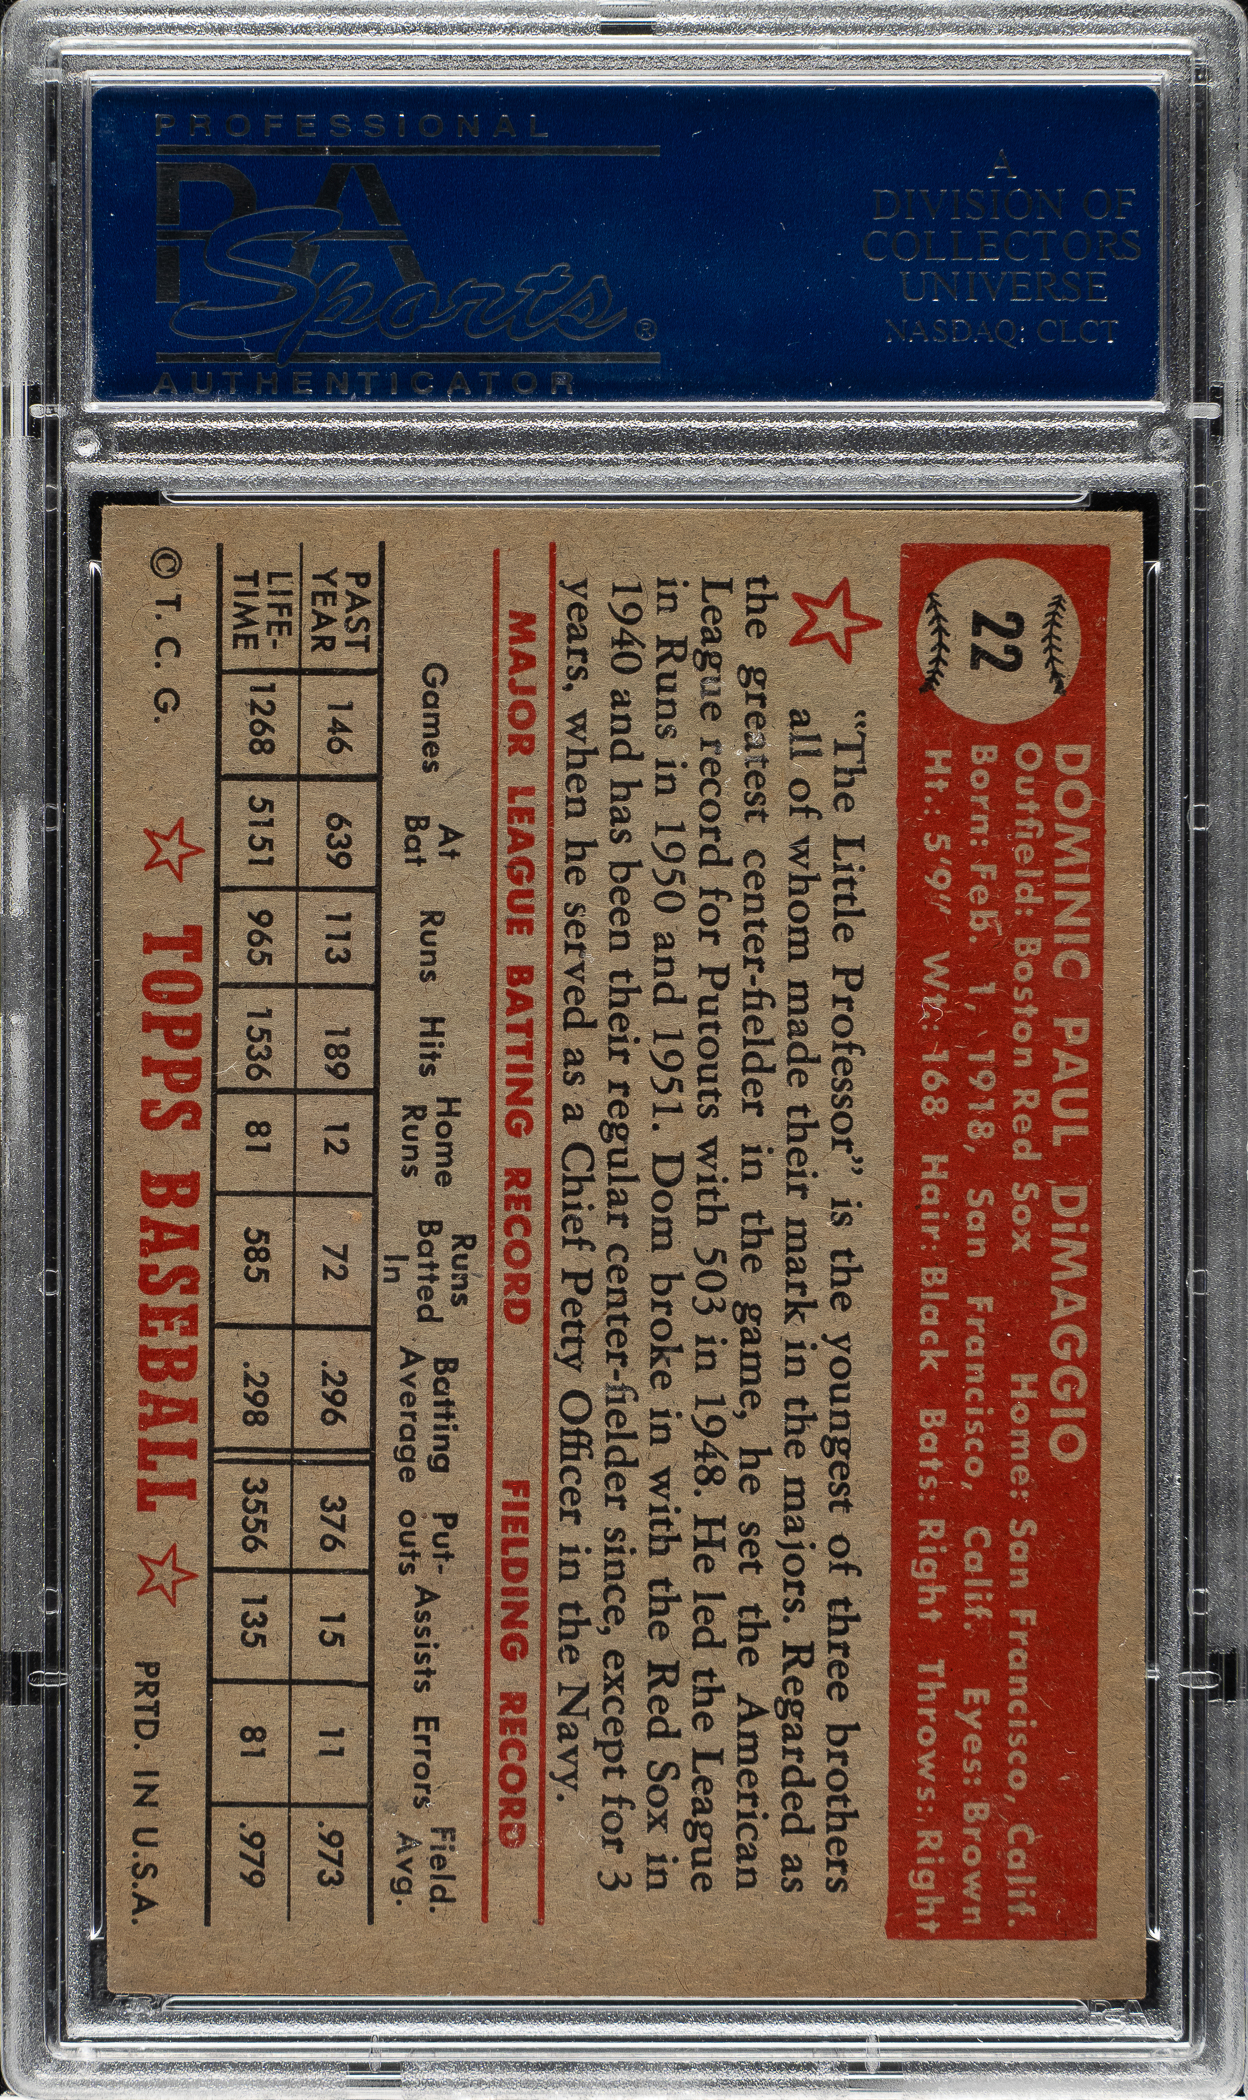 PROFESSIONAL
PSA
Sports®
AUTHENTICATOR
A
DIVISION OF
COLLECTORS
UNIVERSE
NASDAQ: CLCT
22
DOMINIC PAUL DiMAGGIO
Outfield: Boston Red Sox Home: San Francisco, Calif.
Born: Feb. 1, 1918, San Francisco, Calif. Eyes: Brown
Ht.: 5'9" Wt.: 168 Hair: Black Bats: Right Throws: Right
“The Little Professor” is the youngest of three brothers
all of whom made their mark in the majors. Regarded as
the greatest center-fielder in the game, he set the American
League record for Putouts with 503 in 1948. He led the League
in Runs in 1950 and 1951. Dom broke in with the Red Sox in
1940 and has been their regular center-fielder since, except for 3
years, when he served as a Chief Petty Officer in the Navy.
MAJOR LEAGUE BATTING RECORD FIELDING RECORD
Games At Bat Runs Hits Home Runs Runs Batted In Batting Average Put-outs Assists Errors Field. Avg.
PAST YEAR 146 639 113 189 12 72 .296 376 15 11 .973
LIFE-TIME 1268 5151 965 1536 81 585 .298 3556 135 81 .979
© T. C. G. TOPPS BASEBALL PRTD. IN U.S.A.